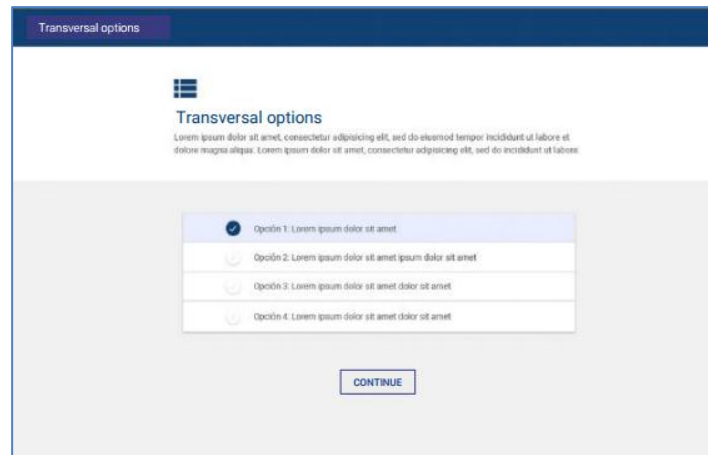 Transversal options
Transversal options
Lorem ipsum dolor sit amet, consectetur adipisicing elit, sed do eiusmod tempor incididunt ut labore et
dolore magna aliqua. Lorem ipsum dolor sit amet, consectetur adipisicing elit, sed do incididunt ut labore
Opción 1: Lorem ipsum dolor sit amet
Opción 2: Lorem ipsum dolor sit amet ipsum dolor sit amet
Opción 3: Lorem ipsum dolor sit amet dolor sit amet
Opción 4: Lorem ipsum dolor sit amet dolor sit amet
CONTINUE